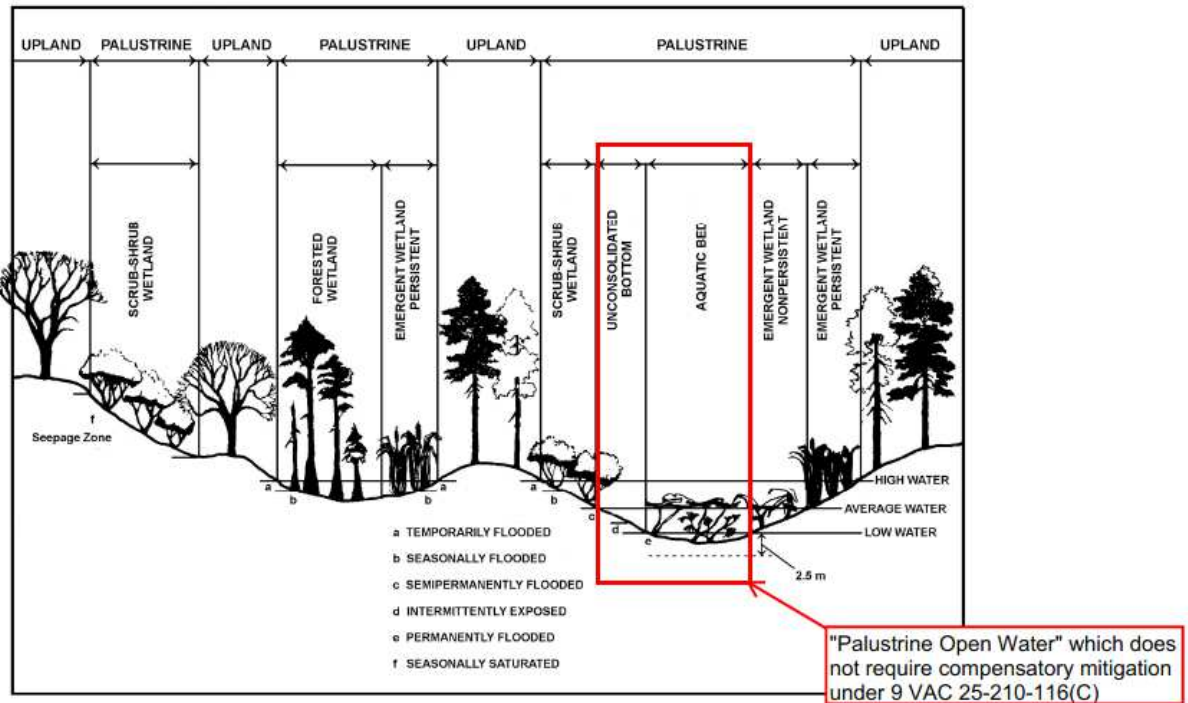 UPLAND PALUSTRINE UPLAND PALUSTRINE UPLAND PALUSTRINE UPLAND
SCRUB-SHRUB
WETLAND
FORESTED
WETLAND
EMERGENT WETLAND
PERSISTENT
SCRUB-SHRUB
WETLAND
UNCONSOLIDATED
BOTTOM
AQUATIC BED
EMERGENT WETLAND
NONPERSISTENT
EMERGENT WETLAND
PERSISTENT
f
Seepage Zone
a
b
b
a
a
b
c
d
e
HIGH WATER
AVERAGE WATER
LOW WATER
2.5 m
a TEMPORARILY FLOODED
b SEASONALLY FLOODED
c SEMIPERMANENTLY FLOODED
d INTERMITTENTLY EXPOSED
e PERMANENTLY FLOODED
f SEASONALLY SATURATED
"Palustrine Open Water" which does
not require compensatory mitigation
under 9 VAC 25-210-116(C)